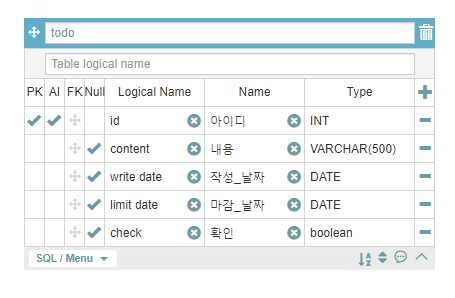 todo
Table logical name
PK AI FK Null Logical Name Name Type
id 아이디 INT
content 내용 VARCHAR(500)
write date 작성_날짜 DATE
limit date 마감_날짜 DATE
check 확인 boolean
SQL / Menu